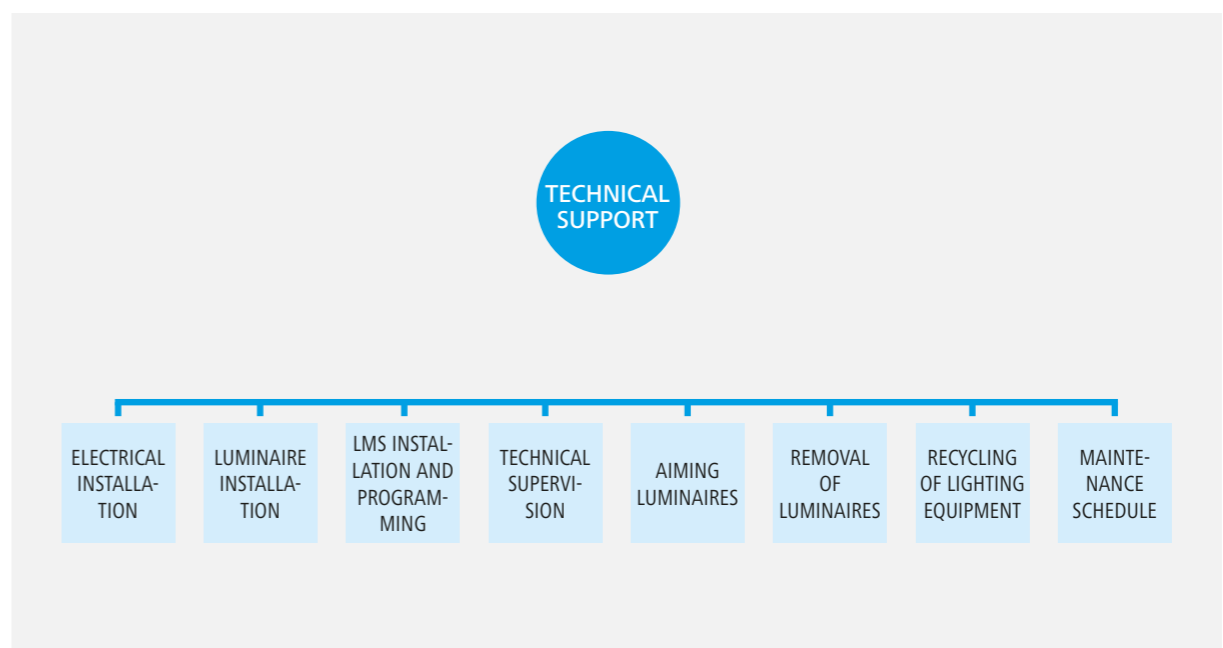 TECHNICAL
SUPPORT
ELECTRICAL
INSTALLA-
TION
LUMINAIRE
INSTALLA-
TION
LMS INSTAL-
LATION AND
PROGRAM-
MING
TECHNICAL
SUPERVI-
SION
AIMING
LUMINAIRES
REMOVAL
OF
LUMINAIRES
RECYCLING
OF LIGHTING
EQUIPMENT
MAINTE-
NANCE
SCHEDULE